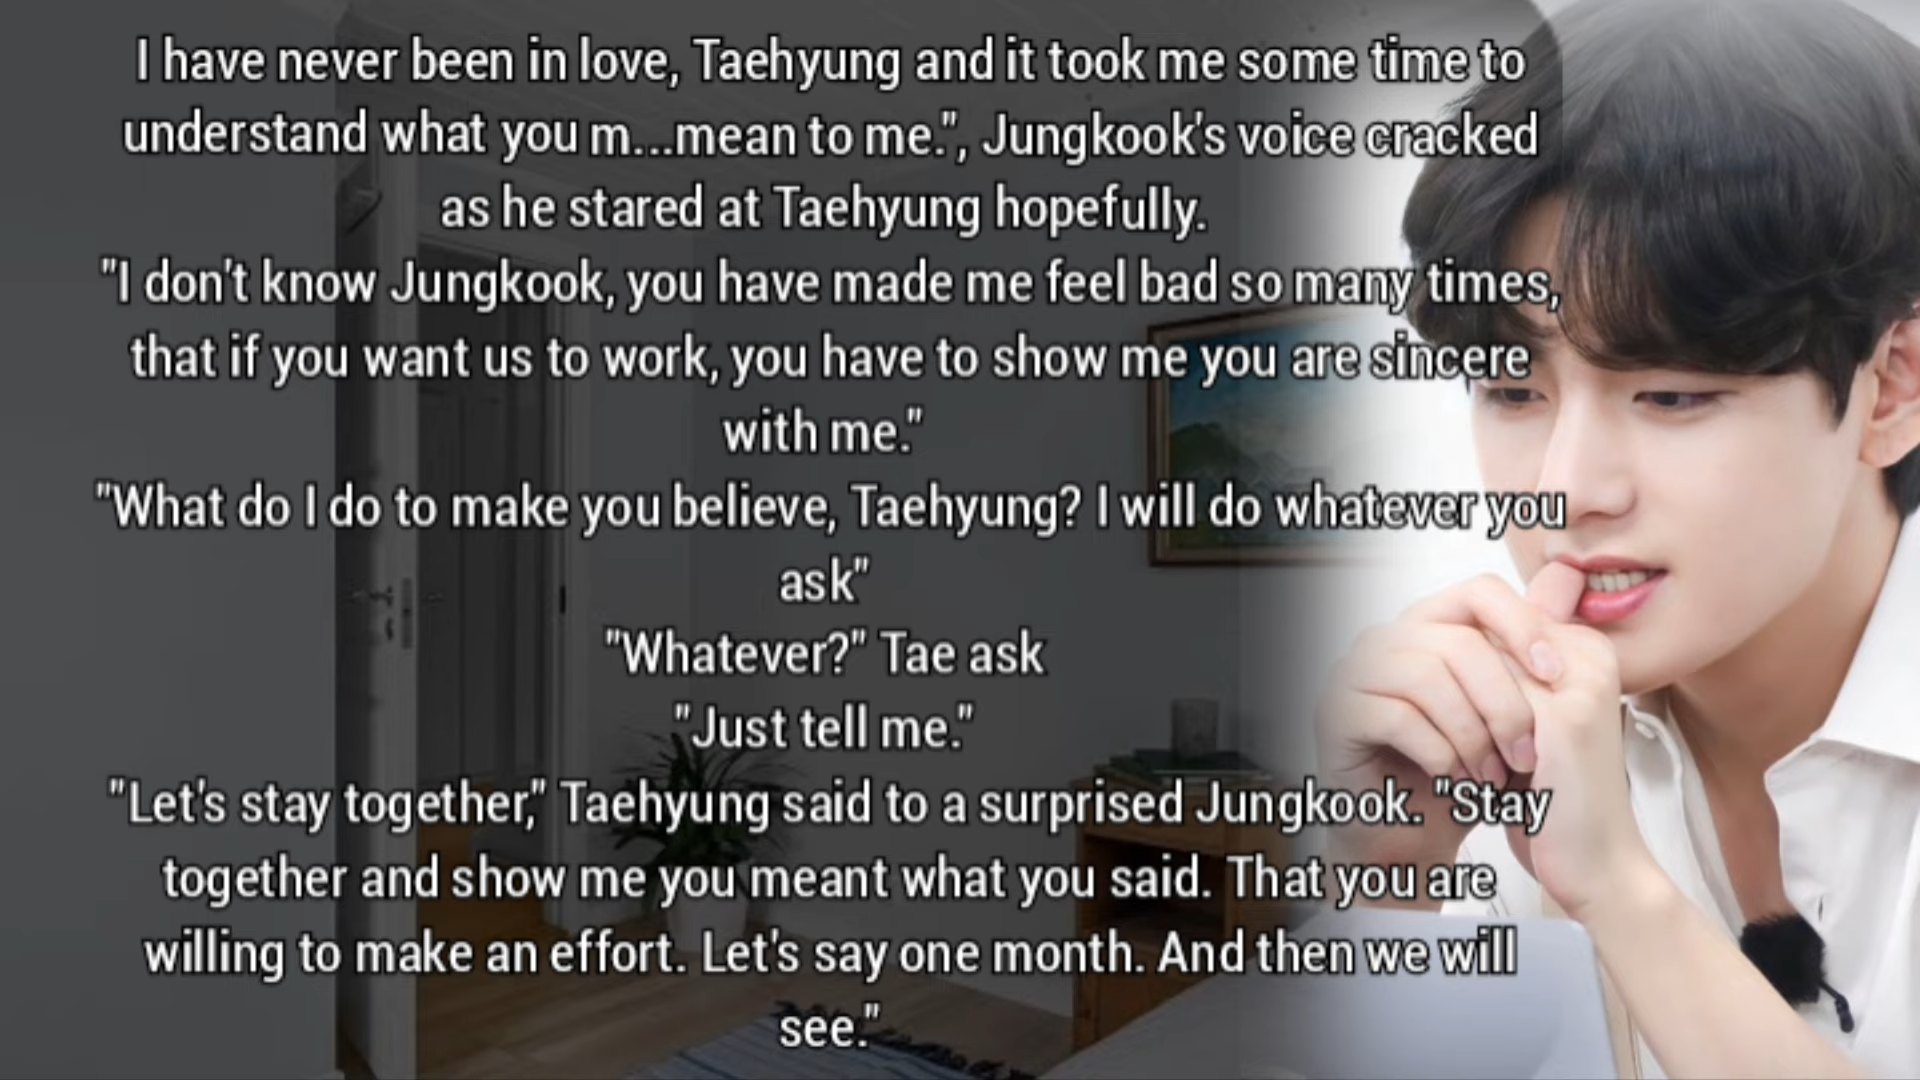 I have never been in love, Taehyung and it took me some time to
understand what you m...mean to me.", Jungkook's voice cracked
as he stared at Taehyung hopefully.
"I don't know Jungkook, you have made me feel bad so many times,
that if you want us to work, you have to show me you are sincere
with me."
"What do I do to make you believe, Taehyung? I will do whatever you
ask"
"Whatever?" Tae ask
"Just tell me."
"Let's stay together," Taehyung said to a surprised Jungkook. "Stay
together and show me you meant what you said. That you are
willing to make an effort. Let's say one month. And then we will
see."